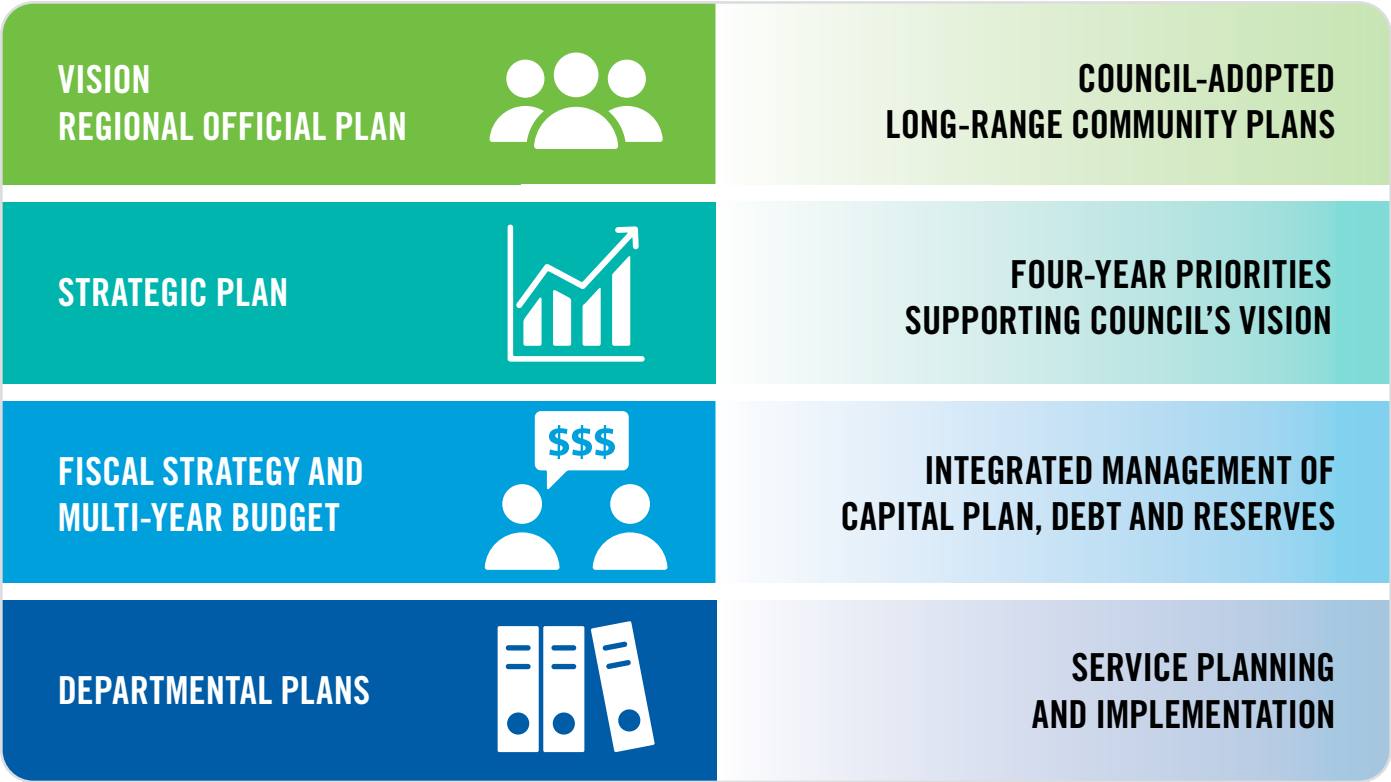 VISION
REGIONAL OFFICIAL PLAN
COUNCIL-ADOPTED
LONG-RANGE COMMUNITY PLANS
STRATEGIC PLAN
FOUR-YEAR PRIORITIES
SUPPORTING COUNCIL’S VISION
FISCAL STRATEGY AND
MULTI-YEAR BUDGET
$$$
INTEGRATED MANAGEMENT OF
CAPITAL PLAN, DEBT AND RESERVES
DEPARTMENTAL PLANS
SERVICE PLANNING
AND IMPLEMENTATION